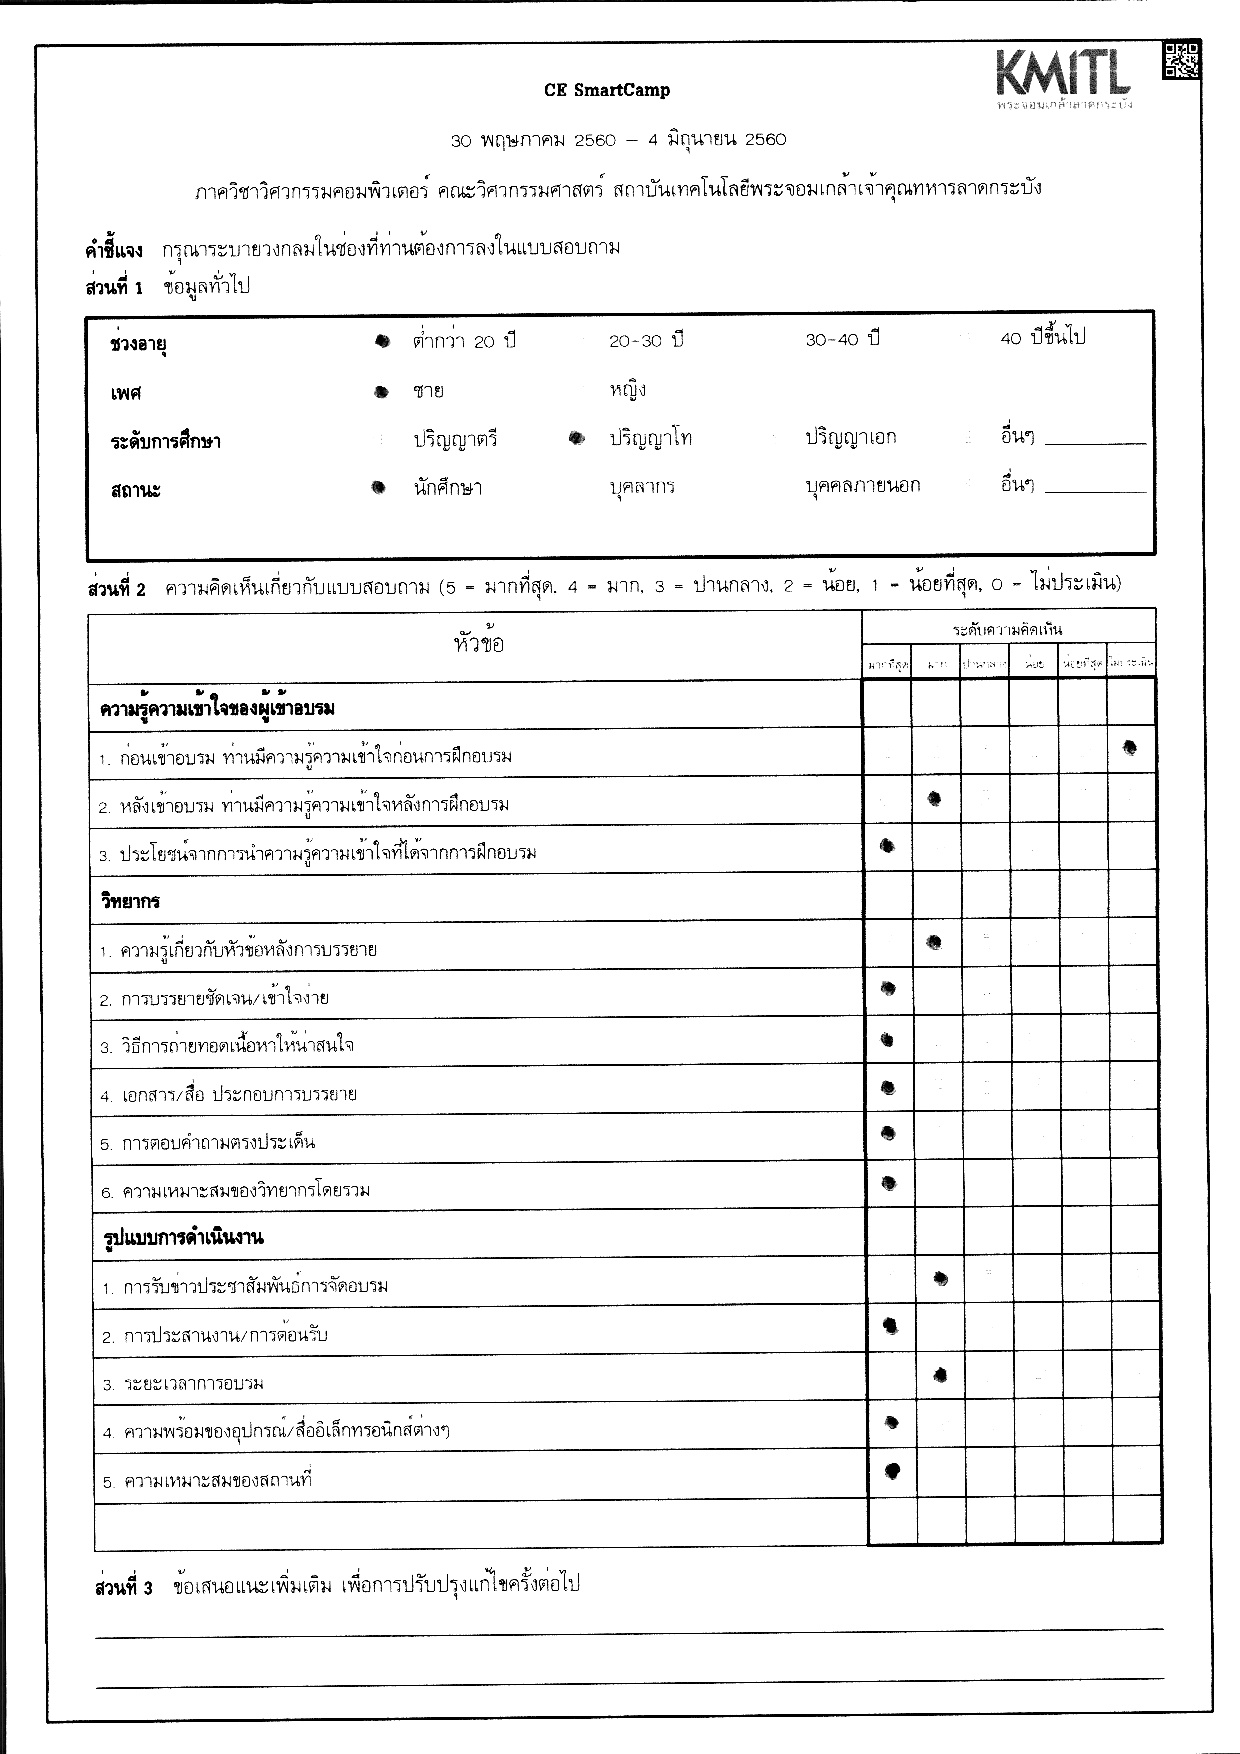 KMITL
พระจอมเกล้าลาดกระบัง
CE SmartCamp
30 พฤษภาคม 2560 – 4 มิถุนายน 2560
ภาควิชาวิศวกรรมคอมพิวเตอร์ คณะวิศวกรรมศาสตร์ สถาบันเทคโนโลยีพระจอมเกล้าเจ้าคุณทหารลาดกระบัง
คำชี้แจง กรุณาระบายวงกลมในช่องที่ท่านต้องการลงในแบบสอบถาม
ส่วนที่ 1 ข้อมูลทั่วไป
ช่วงอายุ ต่ำกว่า 20 ปี 20-30 ปี 30-40 ปี 40 ปีขึ้นไป
เพศ ชาย หญิง
ระดับการศึกษา ปริญญาตรี ปริญญาโท ปริญญาเอก อื่นๆ
สถานะ นักศึกษา บุคลากร บุคคลภายนอก อื่นๆ
ส่วนที่ 2 ความคิดเห็นเกี่ยวกับแบบสอบถาม (5 = มากที่สุด, 4 = มาก, 3 = ปานกลาง, 2 = น้อย, 1 = น้อยที่สุด, 0 = ไม่ประเมิน)
หัวข้อ ระดับความคิดเห็น
มากที่สุด มาก ปานกลาง น้อย น้อยที่สุด ไม่ประเมิน
ความรู้ความเข้าใจของผู้เข้าอบรม
1. ก่อนเข้าอบรม ท่านมีความรู้ความเข้าใจก่อนการฝึกอบรม
2. หลังเข้าอบรม ท่านมีความรู้ความเข้าใจหลังการฝึกอบรม
3. ประโยชน์จากการนำความรู้ความเข้าใจที่ได้จากการฝึกอบรม
วิทยากร
1. ความรู้เกี่ยวกับหัวข้อหลังการบรรยาย
2. การบรรยายชัดเจน/เข้าใจง่าย
3. วิธีการถ่ายทอดเนื้อหาให้น่าสนใจ
4. เอกสาร/สื่อ ประกอบการบรรยาย
5. การตอบคำถามตรงประเด็น
6. ความเหมาะสมของวิทยากรโดยรวม
รูปแบบการดำเนินงาน
1. การรับข่าวประชาสัมพันธ์การจัดอบรม
2. การประสานงาน/การต้อนรับ
3. ระยะเวลาการอบรม
4. ความพร้อมของอุปกรณ์/สื่ออิเล็กทรอนิกส์ต่างๆ
5. ความเหมาะสมของสถานที่
ส่วนที่ 3 ข้อเสนอแนะเพิ่มเติม เพื่อการปรับปรุงแก้ไขครั้งต่อไป